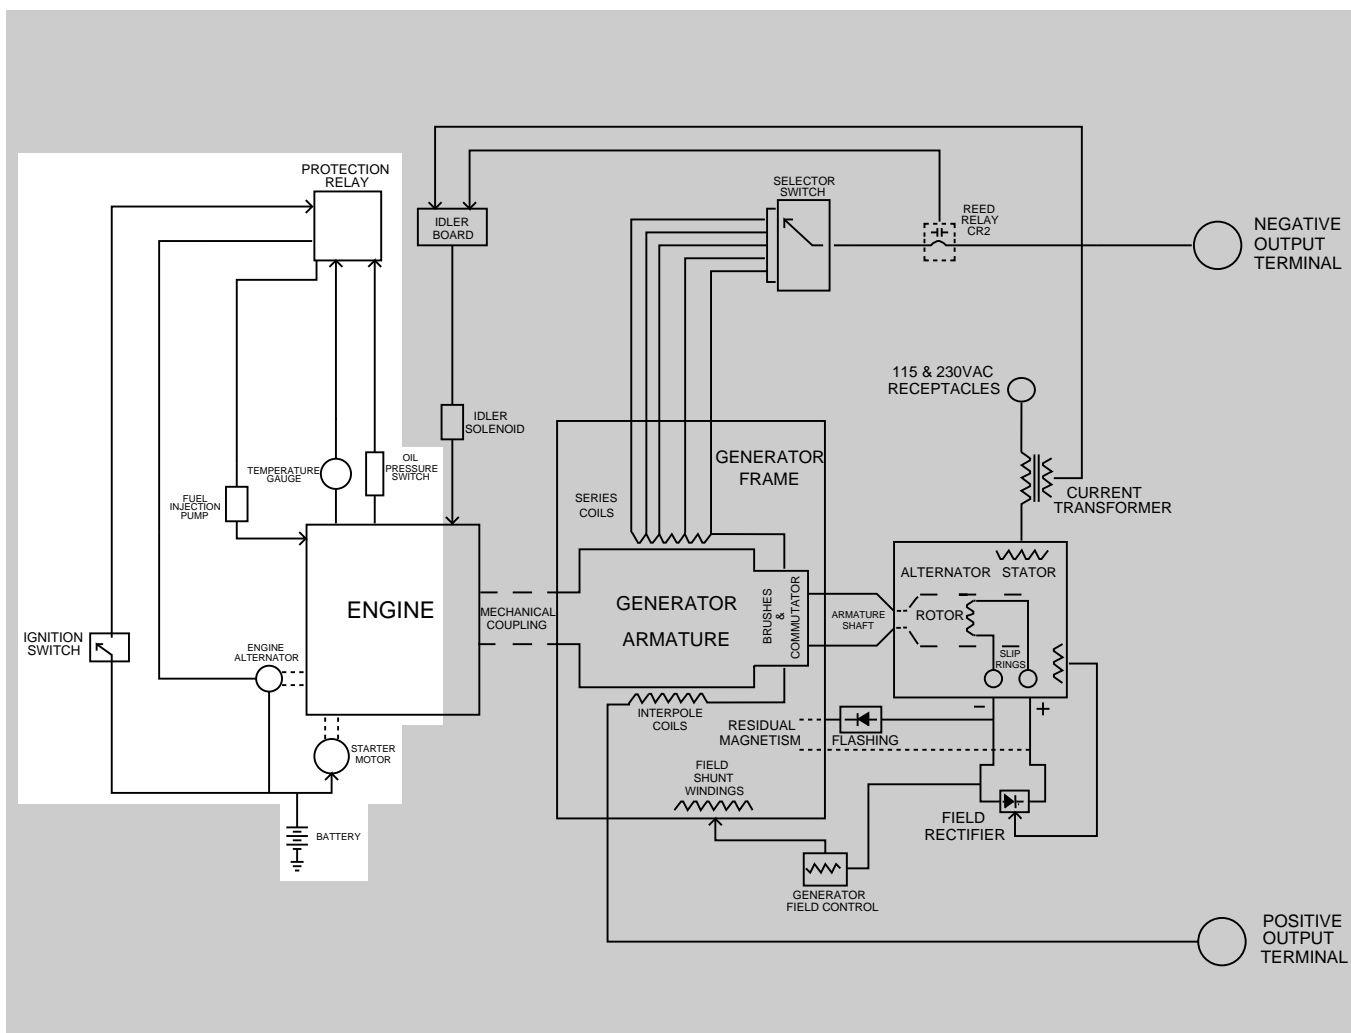 PROTECTION
RELAY
IDLER
BOARD
SELECTOR
SWITCH
REED
RELAY
CR2
NEGATIVE
OUTPUT
TERMINAL
115 & 230VAC
RECEPTACLES
IDLER
SOLENOID
TEMPERATURE
GAUGE
OIL
PRESSURE
SWITCH
FUEL
INJECTION
PUMP
GENERATOR
FRAME
SERIES
COILS
CURRENT
TRANSFORMER
ENGINE
MECHANICAL
COUPLING
GENERATOR
ARMATURE
BRUSHES
&
COMMUTATOR
ARMATURE
SHAFT
ALTERNATOR
STATOR
ROTOR
SLIP
RINGS
IGNITION
SWITCH
ENGINE
ALTERNATOR
STARTER
MOTOR
BATTERY
INTERPOLE
COILS
RESIDUAL
MAGNETISM
FLASHING
–
+
FIELD
SHUNT
WINDINGS
FIELD
RECTIFIER
GENERATOR
FIELD CONTROL
POSITIVE
OUTPUT
TERMINAL